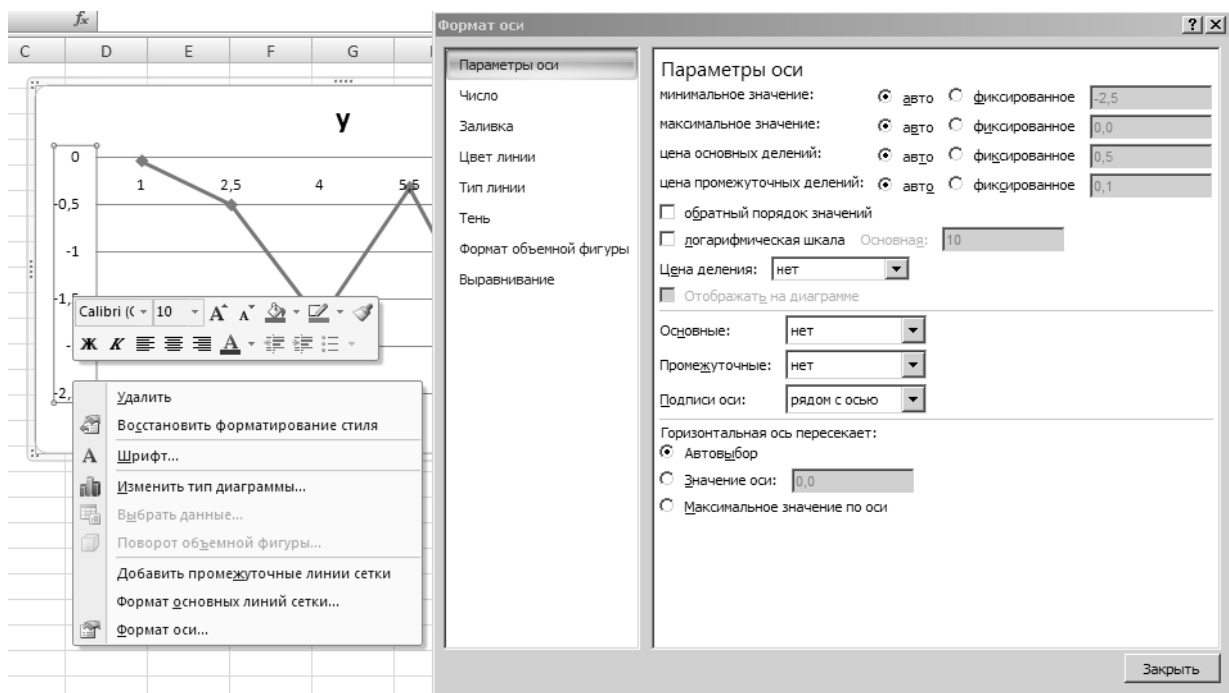 fx
C D E F G
y
0
1 2,5 4 5,5
-0,5
-1
-1,5
Calibri (( 10 A A
Ж К A
-2,
Удалить
Восстановить форматирование стиля
A Шрифт...
Изменить тип диаграммы...
Выбрать данные...
Поворот объемной фигуры...
Добавить промежуточные линии сетки
Формат основных линий сетки...
Формат оси...
Формат оси
Параметры оси
Число
Заливка
Цвет линии
Тип линии
Тень
Формат объемной фигуры
Выравнивание
Параметры оси
минимальное значение: авто фиксированное -2,5
максимальное значение: авто фиксированное 0,0
цена основных делений: авто фиксированное 0,5
цена промежуточных делений: авто фиксированное 0,1
обратный порядок значений
логарифмическая шкала Основная: 10
Цена деления: нет
Отображать на диаграмме
Основные: нет
Промежуточные: нет
Подписи оси: рядом с осью
Горизонтальная ось пересекает:
Автовыбор
Значение оси: 0,0
Максимальное значение по оси
Закрыть